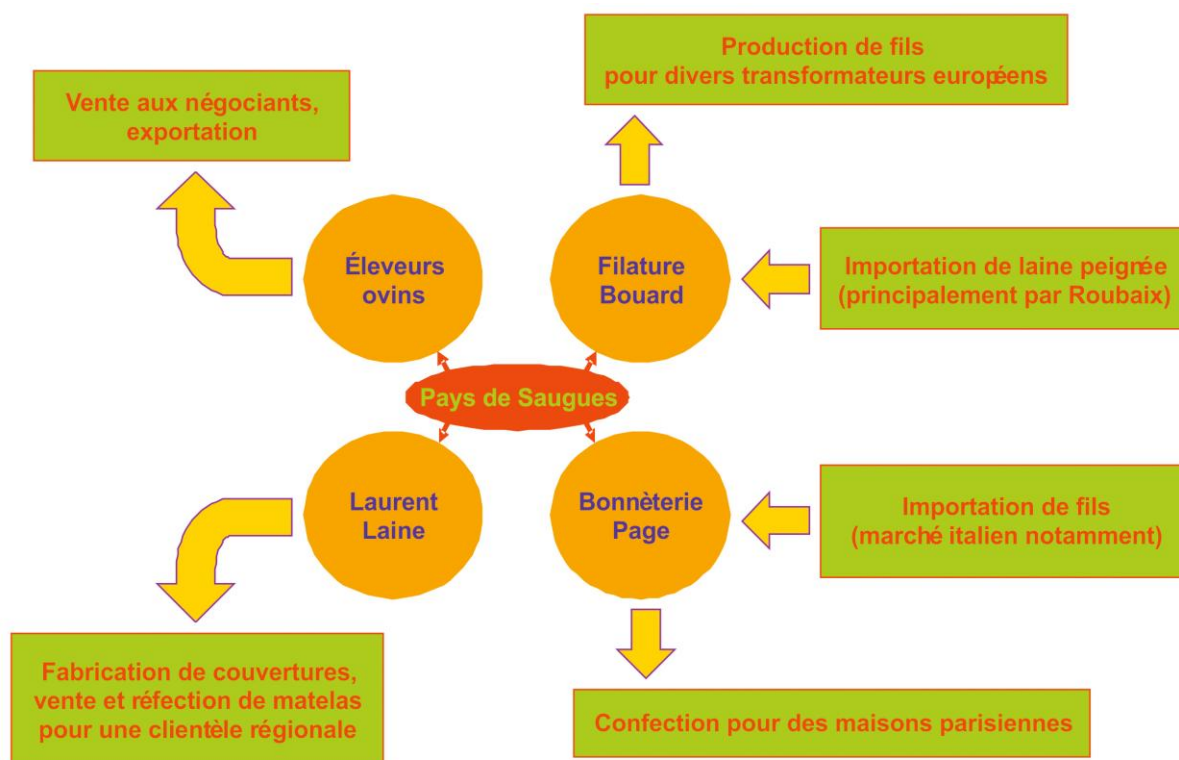 Production de fils
pour divers transformateurs européens
Vente aux négociants,
exportation
Éleveurs
ovins
Filature
Bouard
Importation de laine peignée
(principalement par Roubaix)
Pays de Saugues
Laurent
Laine
Bonnèterie
Page
Importation de fils
(marché italien notamment)
Fabrication de couvertures,
vente et réfection de matelas
pour une clientèle régionale
Confection pour des maisons parisiennes